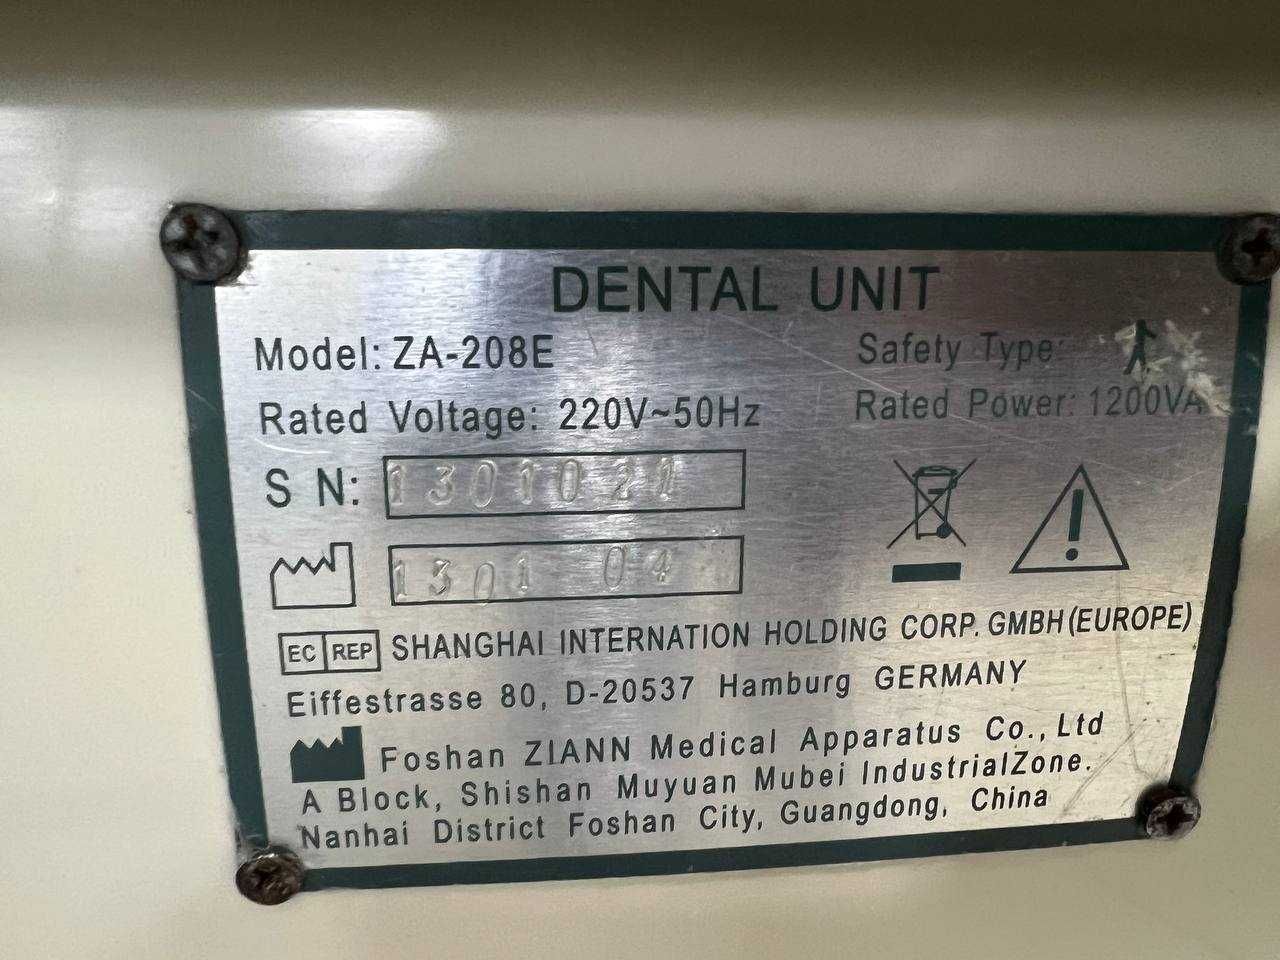 DENTAL UNIT
Model: ZA-208E
Safety Type:
Rated Voltage: 220V~50Hz
Rated Power: 1200VA
S N: 1301021
1301 04
EC REP SHANGHAI INTERNATION HOLDING CORP. GMBH(EUROPE)
Eiffestrasse 80, D-20537 Hamburg GERMANY
Foshan ZIANN Medical Apparatus Co., Ltd
A Block, Shishan Muyuan Mubei IndustrialZone.
Nanhai District Foshan City, Guangdong, China